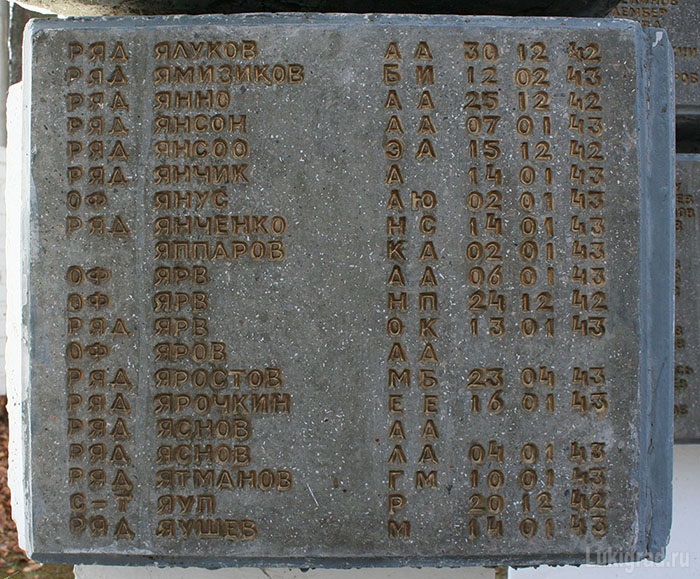 РЯД ЯЛУКОВ А А 30 12 42
РЯД ЯМИЗИКОВ Б И 12 02 43
РЯД ЯННО А А 25 12 42
РЯД ЯНСОН А А 07 01 43
РЯД ЯНСОО Э А 15 12 42
РЯД ЯНЧИК А 14 01 43
ОФ ЯНУС А Ю 02 01 43
РЯД ЯНЧЕНКО Н С 14 01 43
ЯППАРОВ К А 02 01 43
ОФ ЯРВ А А 06 01 43
ОФ ЯРВ Н П 24 12 42
РЯД ЯРВ О К 13 01 43
ОФ ЯРОВ А А
РЯД ЯРОСТОВ М Б 23 04 43
РЯД ЯРОЧКИН Е Е 16 01 43
РЯД ЯСНОВ А А
РЯД ЯСНОВ Л А 04 01 43
РЯД ЯТМАНОВ Г М 10 01 43
С-Т ЯУП Р 20 12 42
РЯД ЯУЩЕВ М 14 01 43
Lukigrad.ru